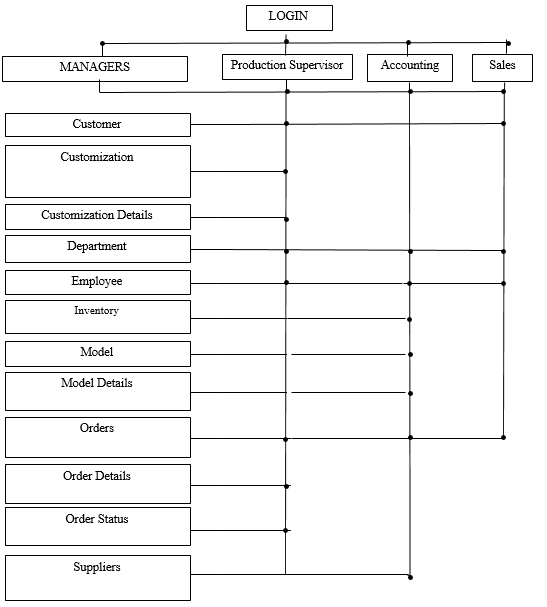 LOGIN
MANAGERS
Production Supervisor
Accounting
Sales
Customer
Customization
Customization Details
Department
Employee
Inventory
Model
Model Details
Orders
Order Details
Order Status
Suppliers